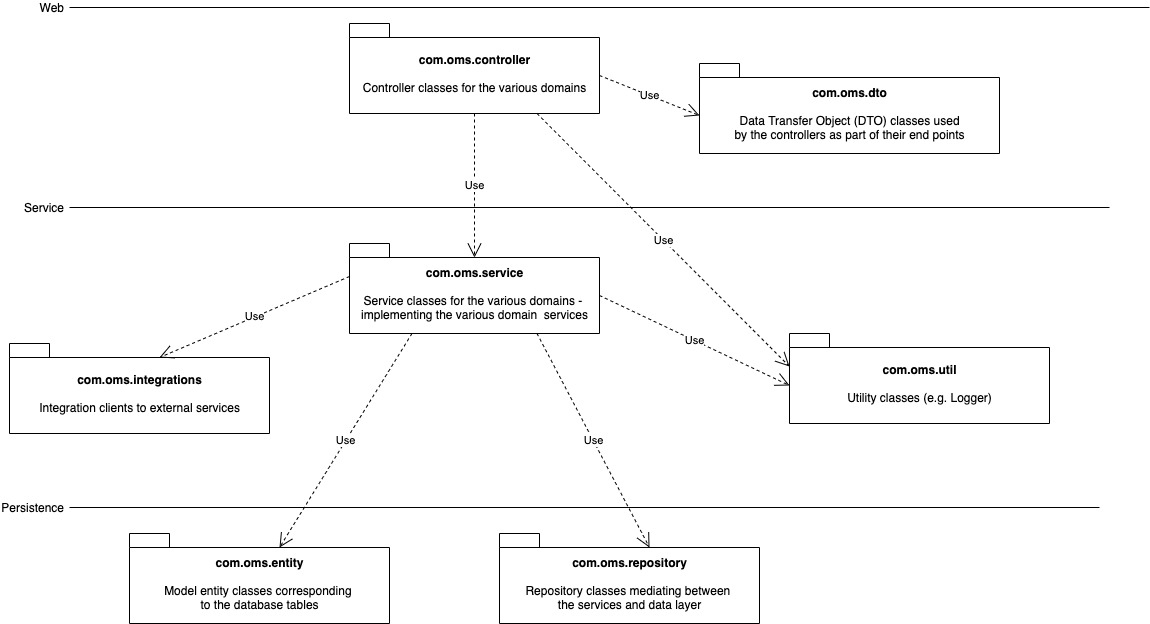 Web
com.oms.controller
Controller classes for the various domains
com.oms.dto
Use
Data Transfer Object (DTO) classes used
by the controllers as part of their end points
Use
Service
Use
com.oms.service
Service classes for the various domains -
implementing the various domain services
Use
Use
com.oms.util
com.oms.integrations
Utility classes (e.g. Logger)
Integration clients to external services
Use
Use
Persistence
com.oms.entity
Model entity classes corresponding
to the database tables
com.oms.repository
Repository classes mediating between
the services and data layer